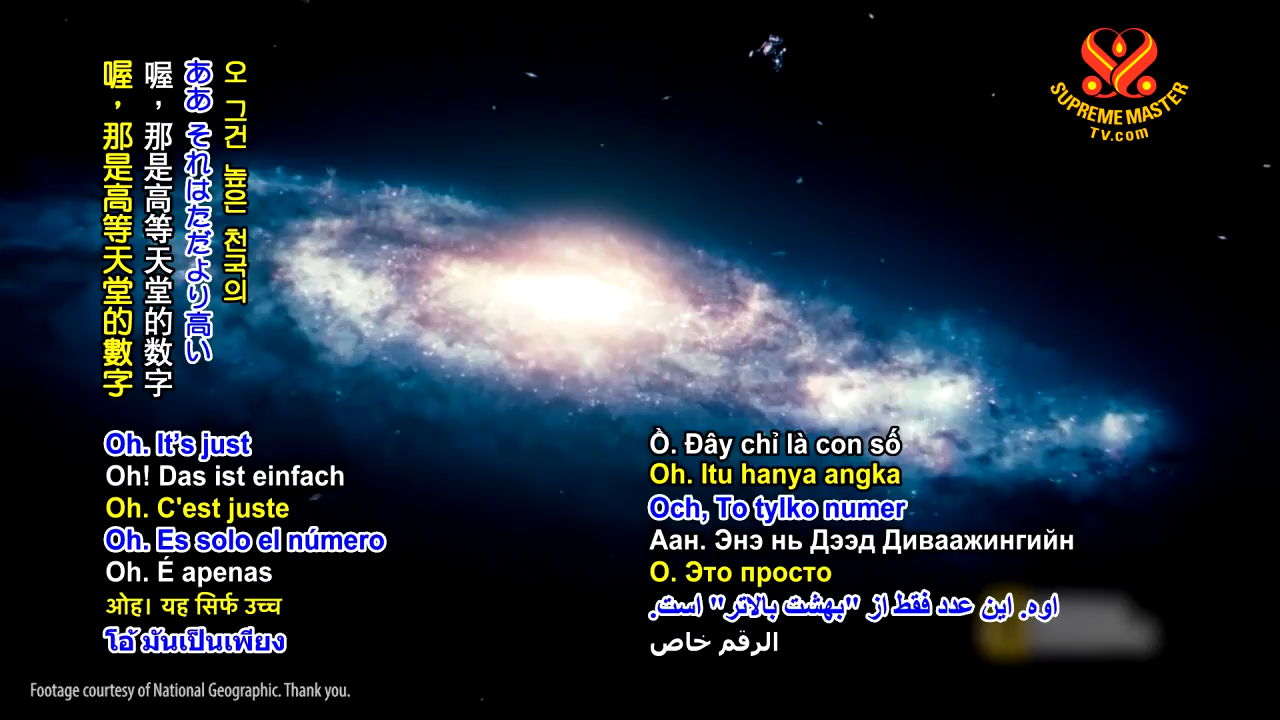 오 그건 높은 천국의
ああ それはただより高い
喔，那是高等天堂的数字
喔，那是高等天堂的數字
SUPREME MASTER
TV.com
Oh. It's just
Oh! Das ist einfach
Oh. C'est juste
Oh. Es solo el número
Oh. É apenas
ओह। यह सिर्फ उच्च
โอ้ มันเป็นเพียง
Ồ. Đây chỉ là con số
Oh. Itu hanya angka
Och, To tylko numer
Аан. Энэ нь Дээд Диваажингийн
О. Это просто
اوه. این عدد فقط از "بهشت بالاتر" است.
الرقم خاص
Footage courtesy of National Geographic. Thank you.